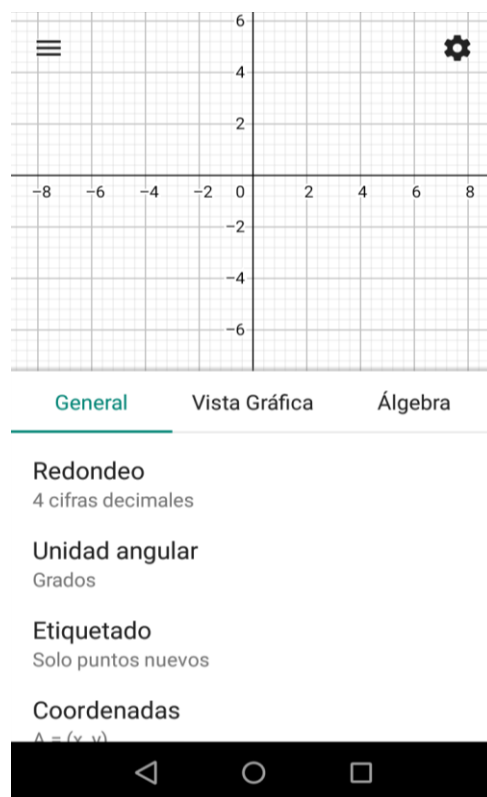 6
4
2
−8 −6 −4 −2 0 2 4 6 8
−2
−4
−6
General Vista Gráfica Álgebra
Redondeo
4 cifras decimales
Unidad angular
Grados
Etiquetado
Solo puntos nuevos
Coordenadas
A = (x, y)